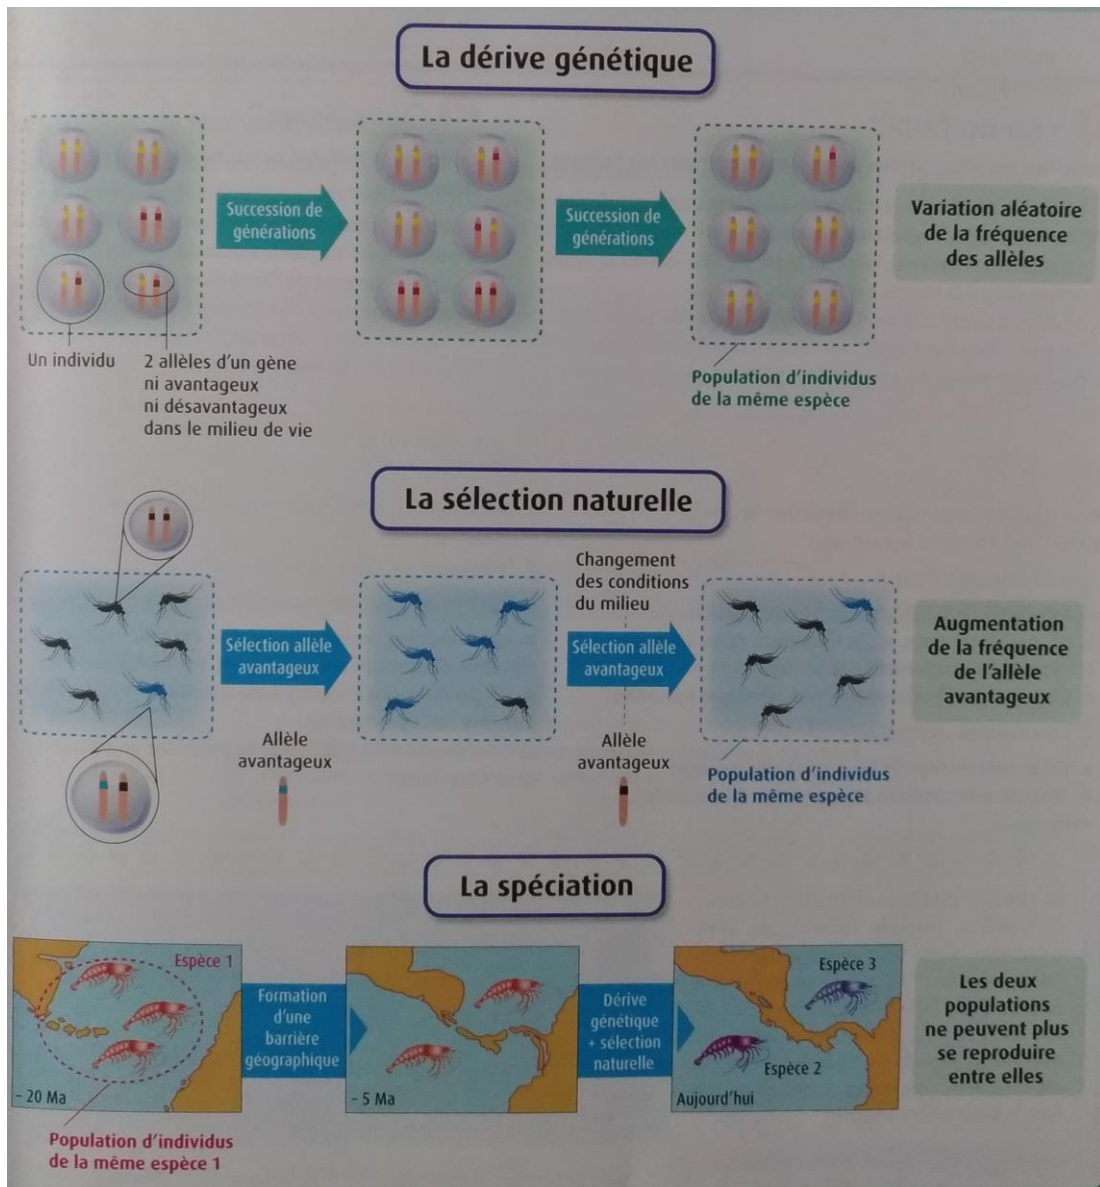 La dérive génétique
Succession de
générations
Succession de
générations
Variation aléatoire
de la fréquence
des allèles
Un individu
2 allèles d'un gène
ni avantageux
ni désavantageux
dans le milieu de vie
Population d'individus
de la même espèce
La sélection naturelle
Changement
des conditions
du milieu
Sélection allèle
avantageux
Sélection allèle
avantageux
Augmentation
de la fréquence
de l'allèle
avantageux
Allèle
avantageux
Allèle
avantageux
Population d'individus
de la même espèce
La spéciation
Espèce 1
- 20 Ma
Formation
d'une
barrière
géographique
- 5 Ma
Dérive
génétique
+ sélection
naturelle
Espèce 3
Espèce 2
Aujourd'hui
Les deux
populations
ne peuvent plus
se reproduire
entre elles
Population d'individus
de la même espèce 1